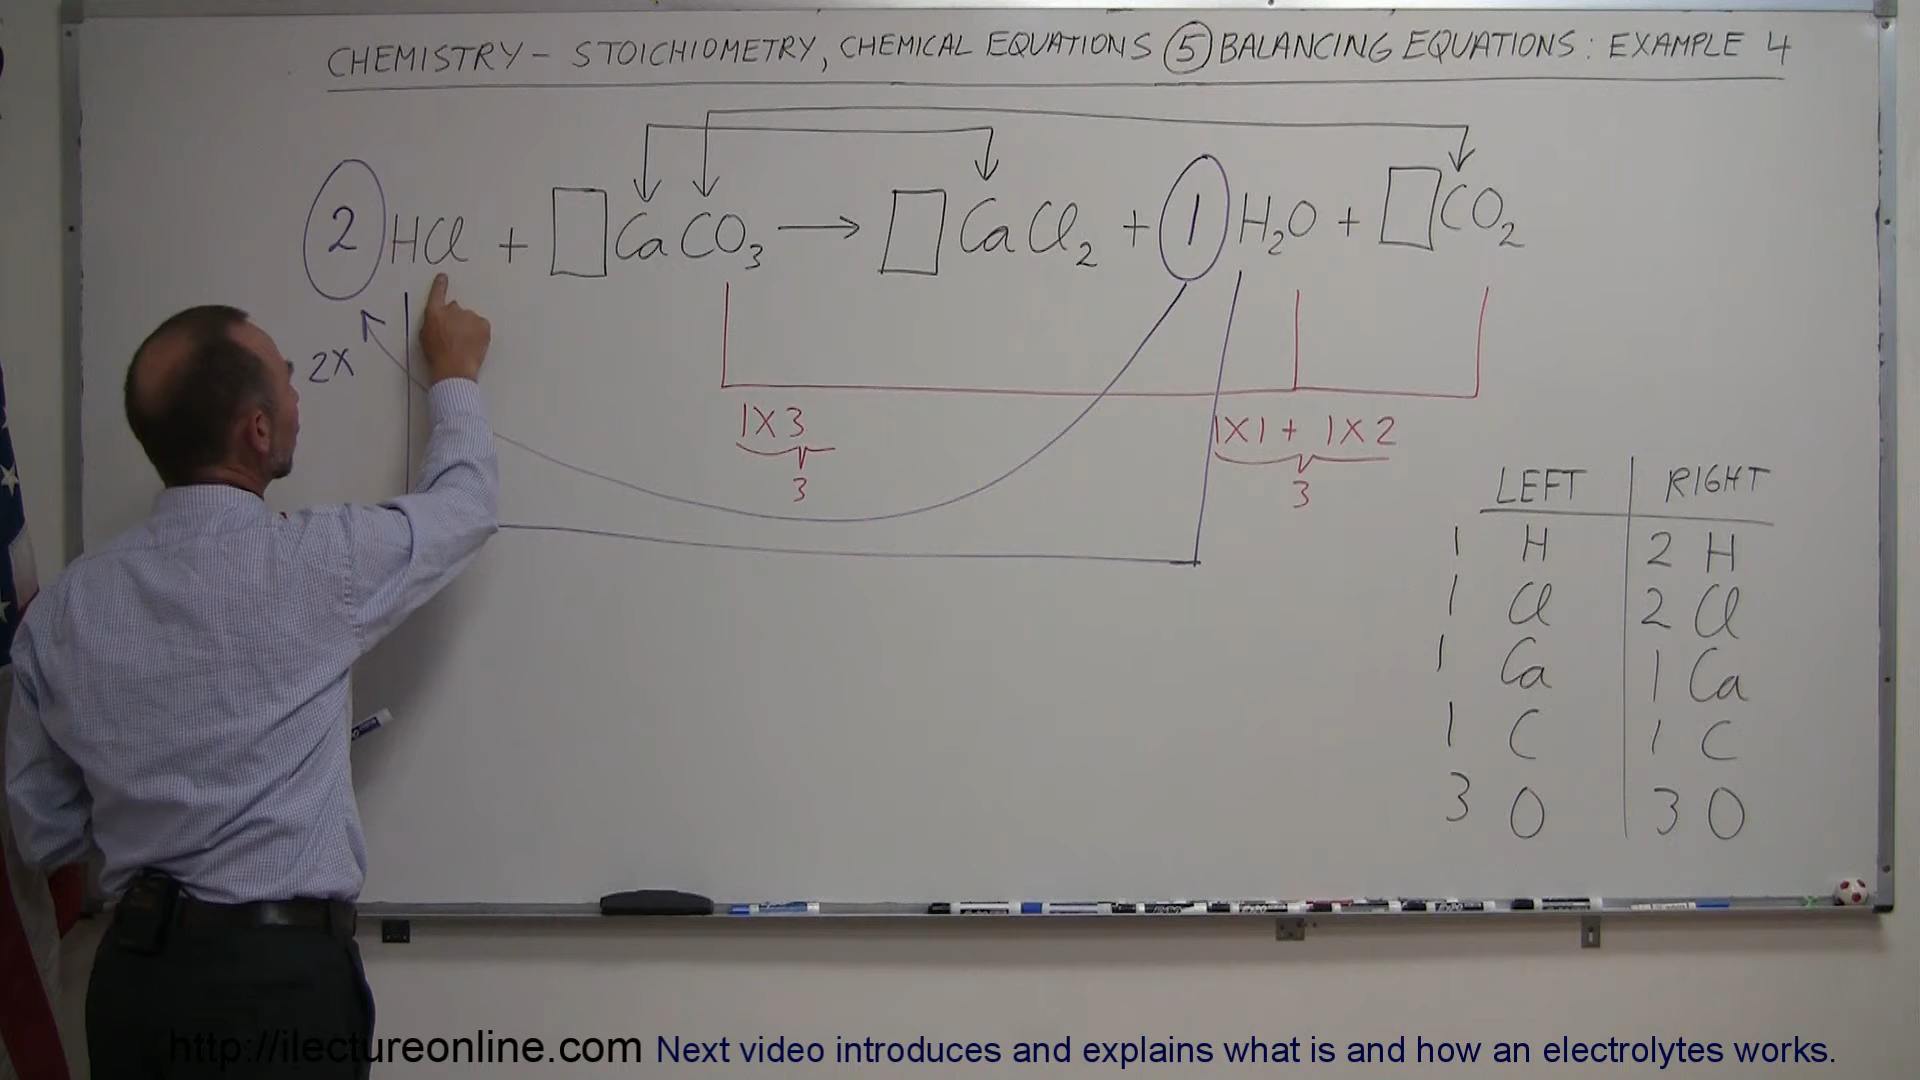 CHEMISTRY – STOICHIOMETRY, CHEMICAL EQUATIONS ⑤ BALANCING EQUATIONS: EXAMPLE 4
2 HCl + □ CaCO₃ → □ CaCl₂ + 1 H₂O + □ CO₂
2X
1X3
1X1 + 1X2
3
3
LEFT RIGHT
1 H 2 H
1 Cl 2 Cl
1 Ca 1 Ca
1 C 1 C
3 O 3 O
http://ilectureonline.com Next video introduces and explains what is and how an electrolytes works.